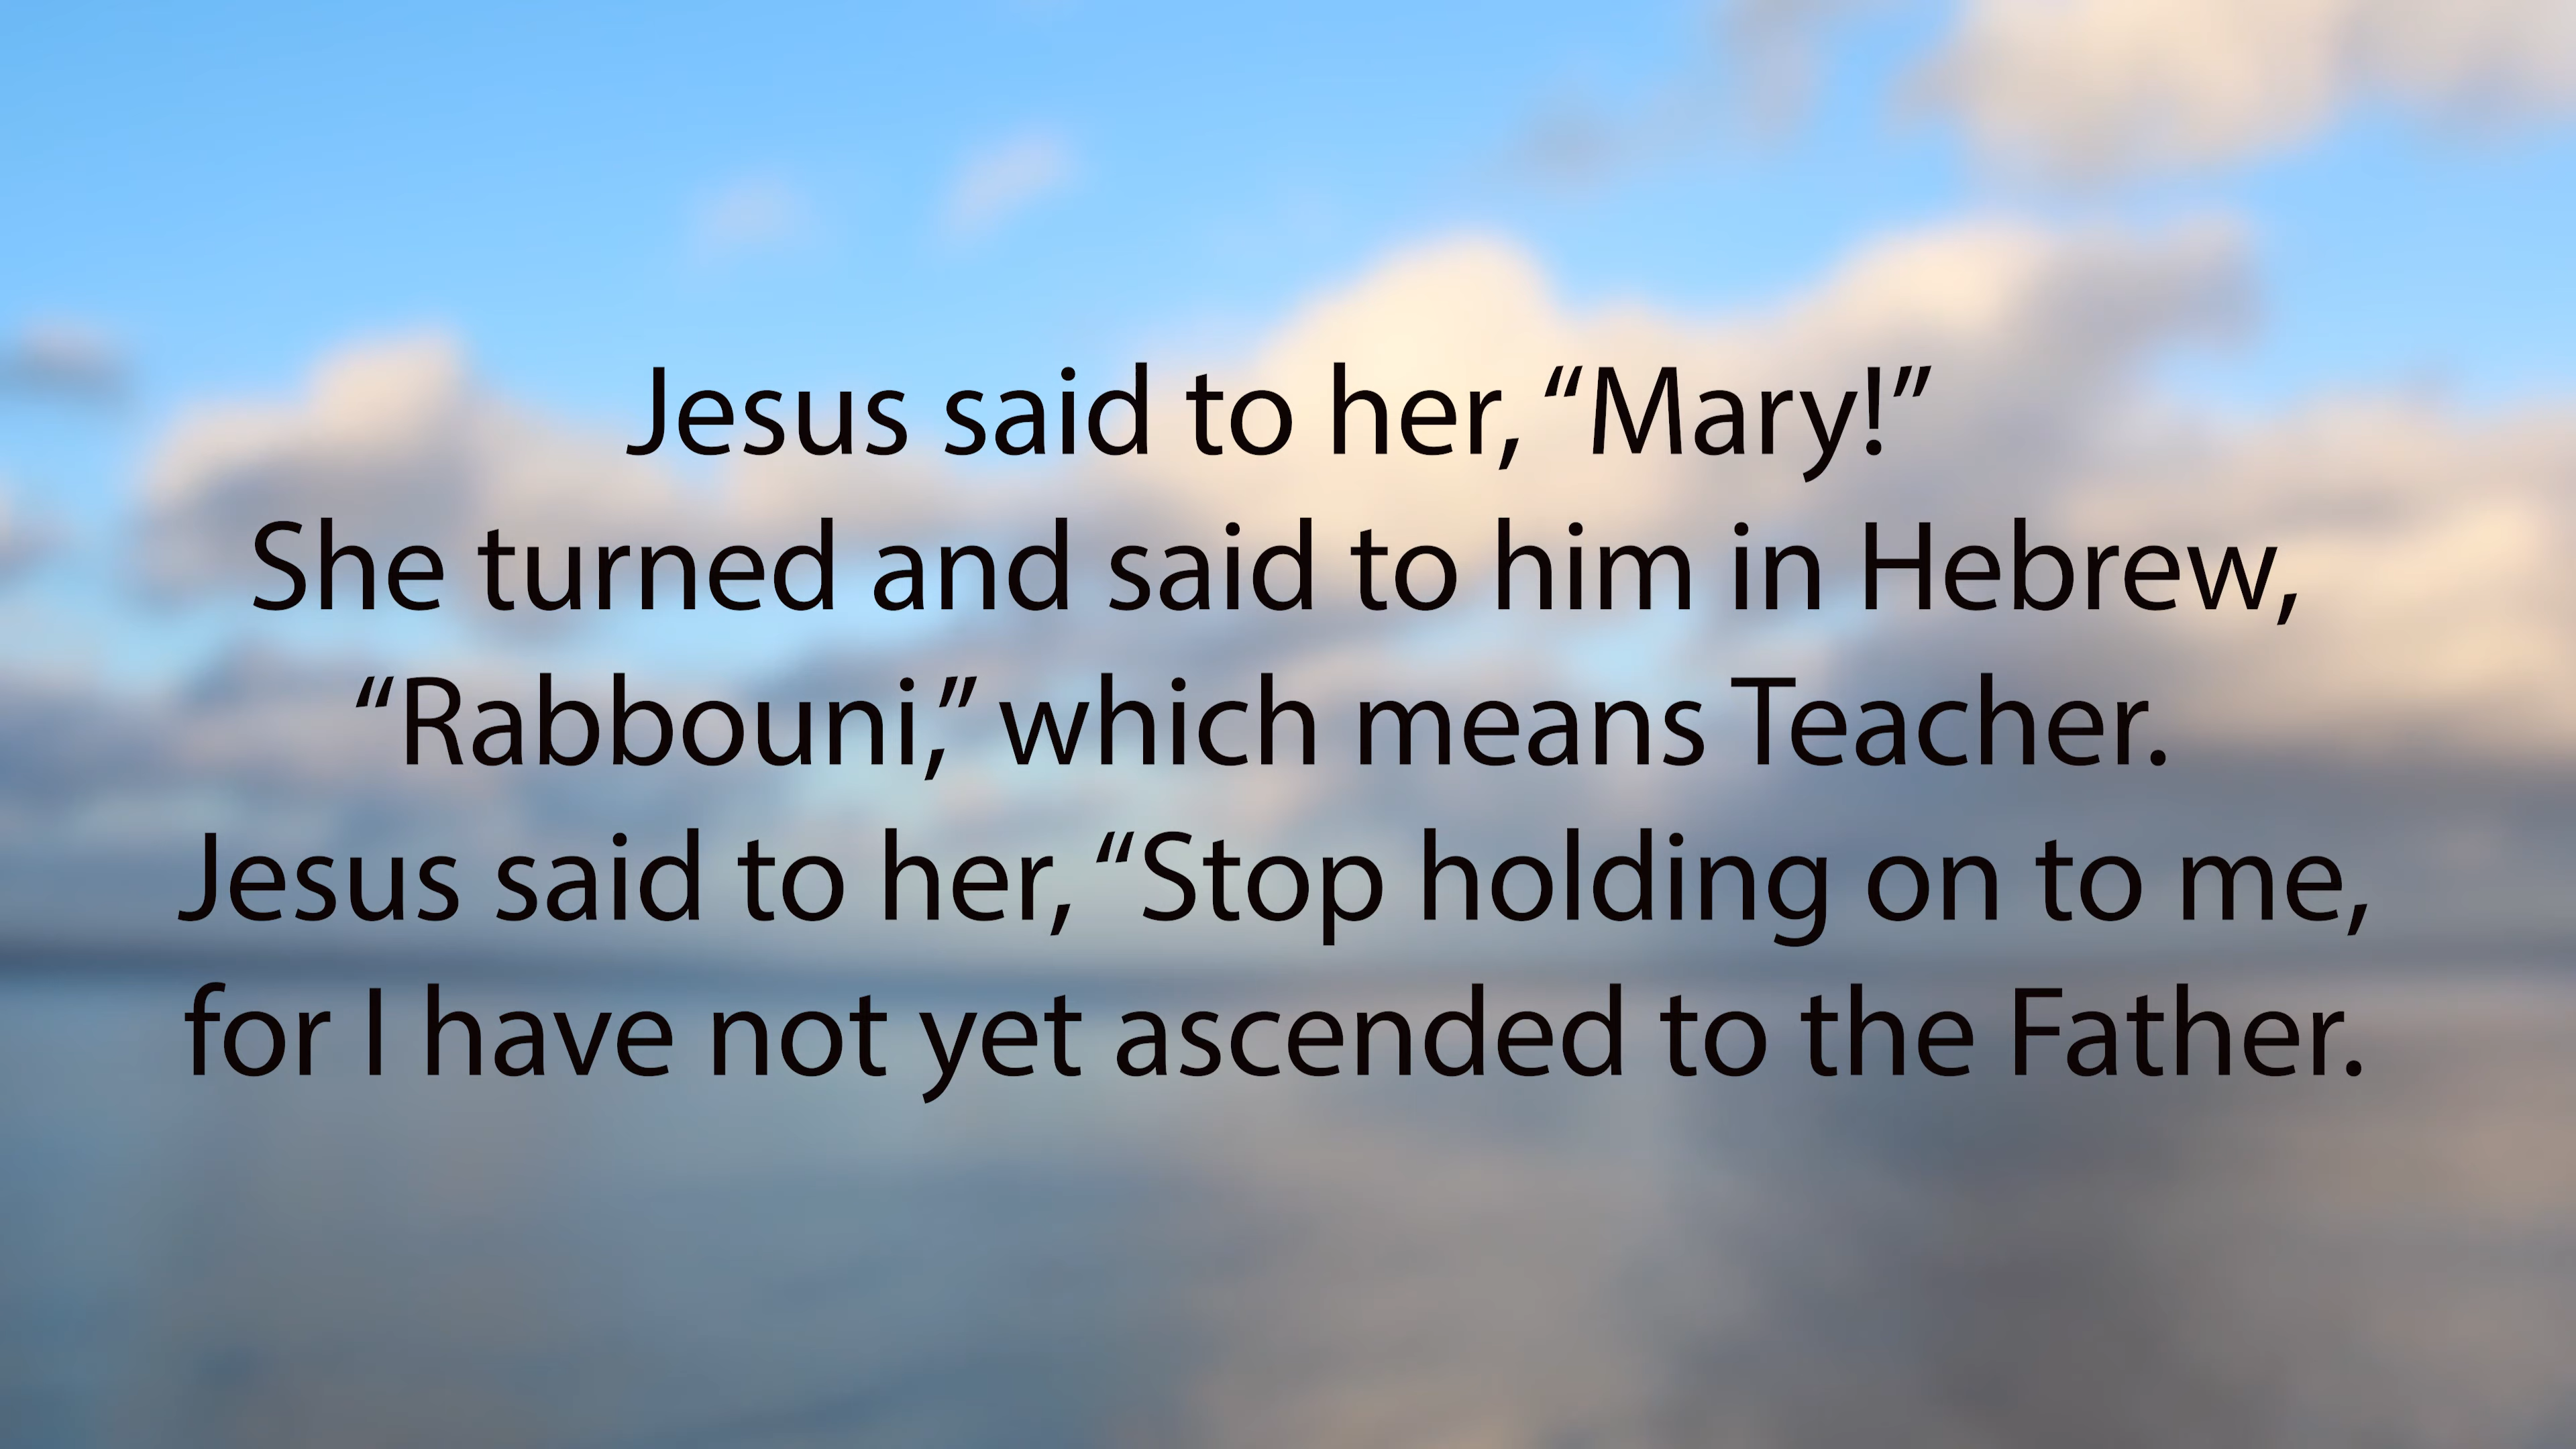 Jesus said to her, “Mary!”
She turned and said to him in Hebrew,
“Rabbouni,” which means Teacher.
Jesus said to her, “Stop holding on to me,
for I have not yet ascended to the Father.